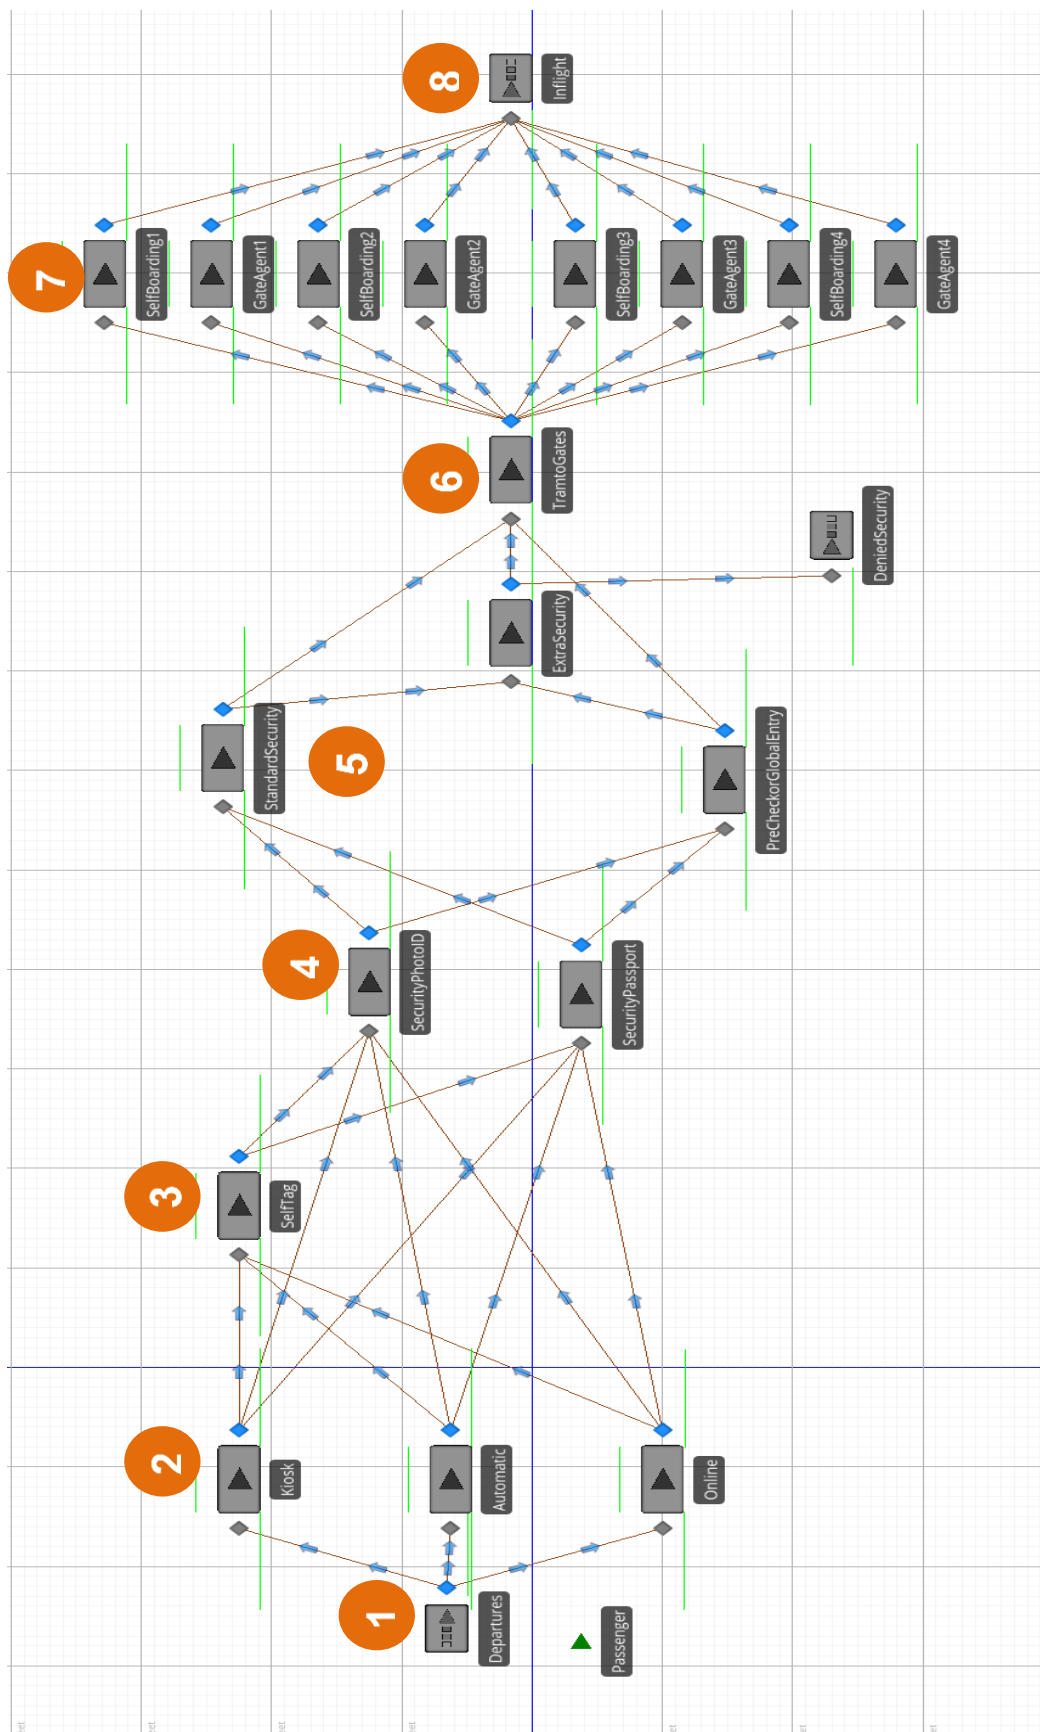 1
Departures
Passenger
2
Kiosk
Automatic
Online
3
SelfTag
4
SecurityPhotoID
SecurityPassport
5
StandardSecurity
PreCheckorGlobalEntry
ExtraSecurity
DeniedSecurity
6
TramtoGates
7
SelfBoarding1
GateAgent1
SelfBoarding2
GateAgent2
SelfBoarding3
GateAgent3
SelfBoarding4
GateAgent4
8
Inflight